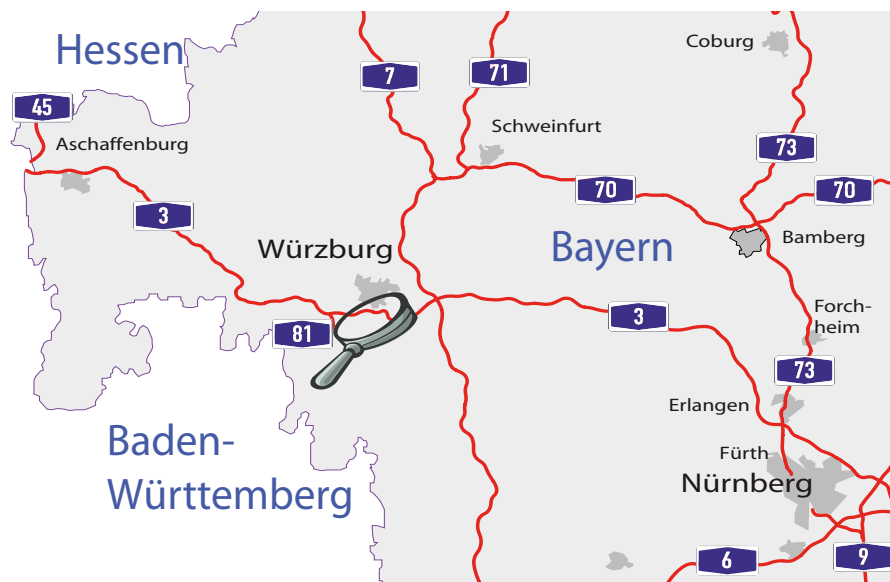 Hessen
Coburg
7
71
45
Schweinfurt
Aschaffenburg
73
70
70
3
Würzburg
Bayern
Bamberg
Forch-
heim
3
81
73
Erlangen
Baden-
Württemberg
Fürth
Nürnberg
6
9